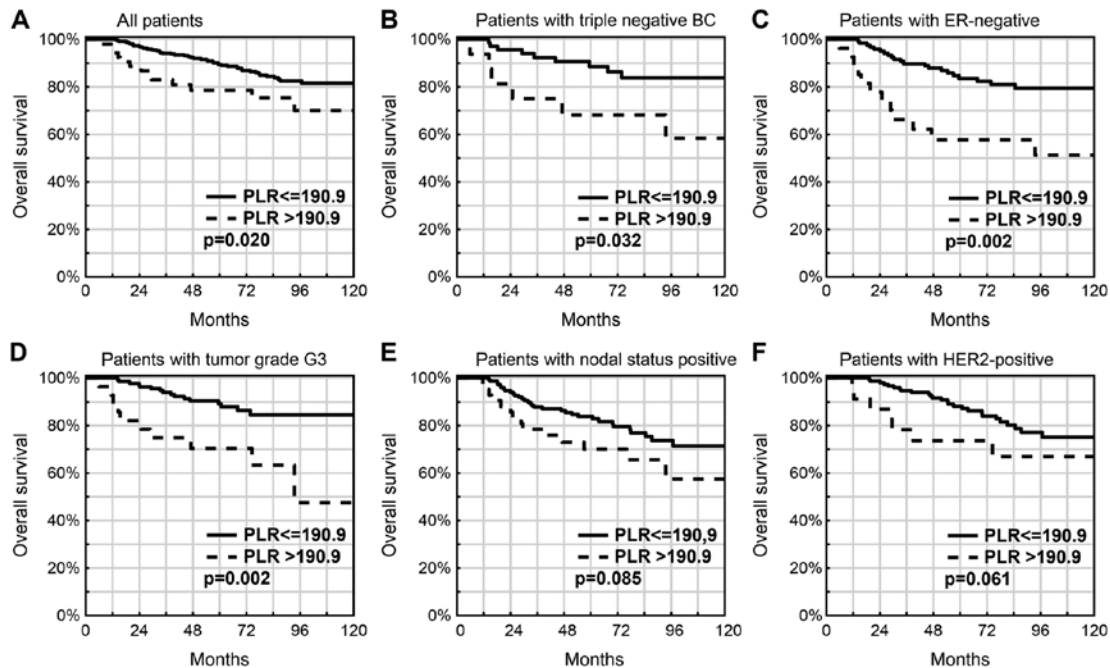 A All patients
Overall survival
100%
80%
60%
40%
20%
0%
PLR<=190.9
PLR >190.9
p=0.020
0 24 48 72 96 120
Months
B Patients with triple negative BC
Overall survival
100%
80%
60%
40%
20%
0%
PLR<=190.9
PLR >190.9
p=0.032
0 24 48 72 96 120
Months
C Patients with ER-negative
Overall survival
100%
80%
60%
40%
20%
0%
PLR<=190.9
PLR >190.9
p=0.002
0 24 48 72 96 120
Months
D Patients with tumor grade G3
Overall survival
100%
80%
60%
40%
20%
0%
PLR<=190.9
PLR >190.9
p=0.002
0 24 48 72 96 120
Months
E Patients with nodal status positive
Overall survival
100%
80%
60%
40%
20%
0%
PLR<=190,9
PLR >190.9
p=0.085
0 24 48 72 96 120
Months
F Patients with HER2-positive
Overall survival
100%
80%
60%
40%
20%
0%
PLR<=190.9
PLR >190.9
p=0.061
0 24 48 72 96 120
Months